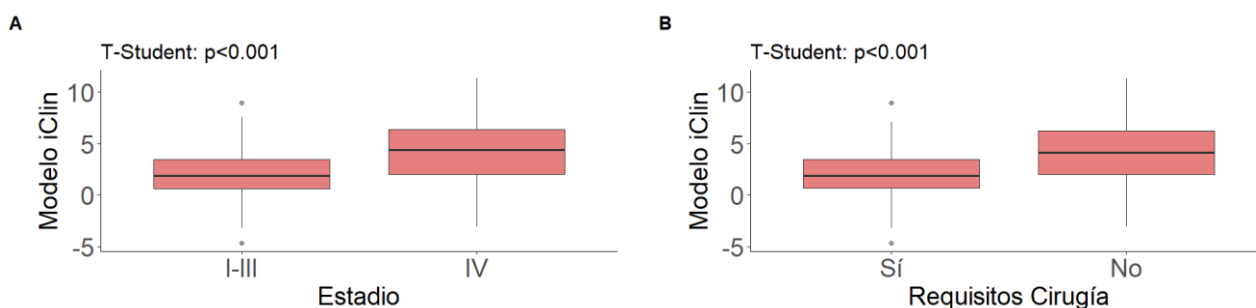 A
T-Student: p<0.001
Modelo iClin
10
5
0
-5
I-III
IV
Estadio
B
T-Student: p<0.001
Modelo iClin
10
5
0
-5
Sí
No
Requisitos Cirugía